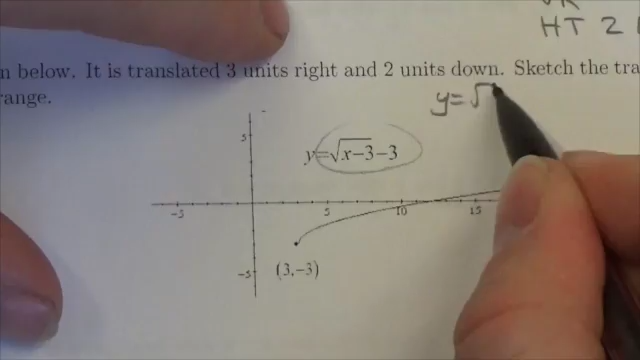 HT 2
n below. It is translated 3 units right and 2 units down. Sketch the tra
range.
y=√
5
y=√x-3-3
-5 5 10 15
-5
(3,-3)